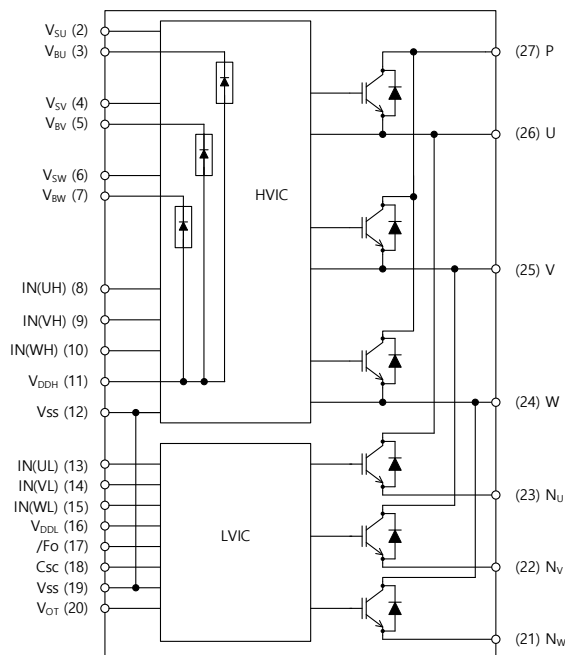 VSU (2)
VBU (3)
VSV (4)
VBV (5)
VSW (6)
VBW (7)
IN(UH) (8)
IN(VH) (9)
IN(WH) (10)
VDDH (11)
Vss (12)
IN(UL) (13)
IN(VL) (14)
IN(WL) (15)
VDDL (16)
/Fo (17)
Csc (18)
Vss (19)
VOT (20)
HVIC
LVIC
(27) P
(26) U
(25) V
(24) W
(23) NU
(22) NV
(21) NW